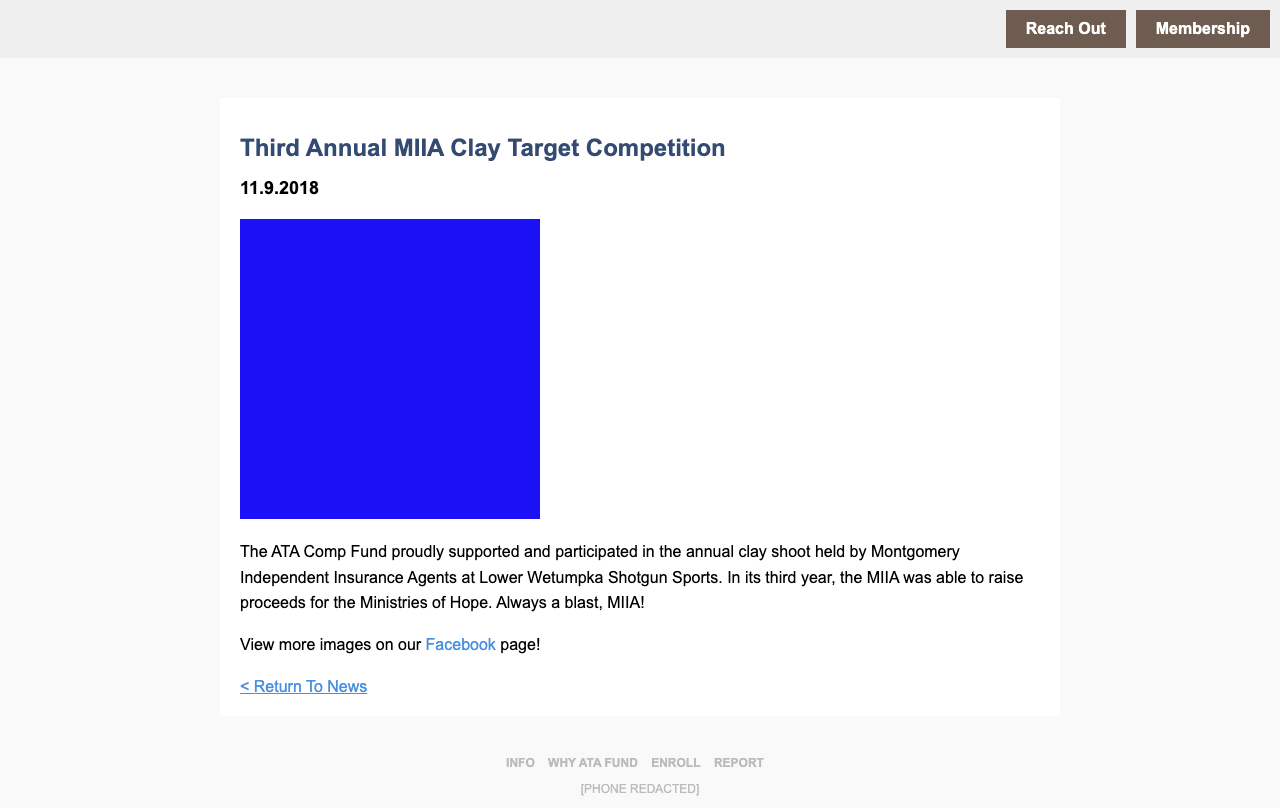 Reach Out Membership
Third Annual MIIA Clay Target Competition
11.9.2018
The ATA Comp Fund proudly supported and participated in the annual clay shoot held by Montgomery
Independent Insurance Agents at Lower Wetumpka Shotgun Sports. In its third year, the MIIA was able to raise
proceeds for the Ministries of Hope. Always a blast, MIIA!
View more images on our Facebook page!
< Return To News
INFO WHY ATA FUND ENROLL REPORT
[PHONE REDACTED]